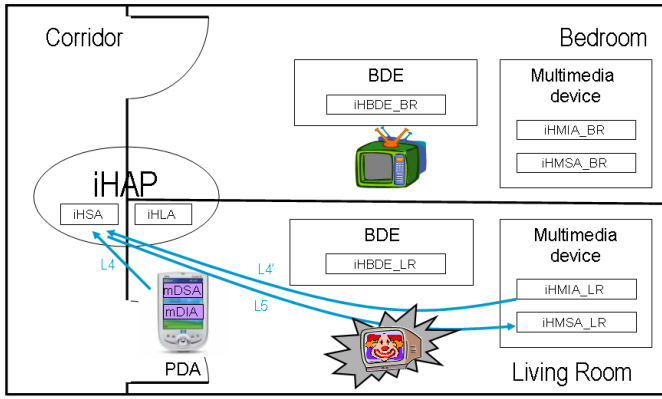 Corridor
Bedroom
BDE
iHBDE_BR
Multimedia
device
iHMIA_BR
iHMSA_BR
iHAP
iHSA
iHLA
BDE
iHBDE_LR
Multimedia
device
iHMIA_LR
iHMSA_LR
L4
L4'
L5
mDSA
mDIA
PDA
Living Room